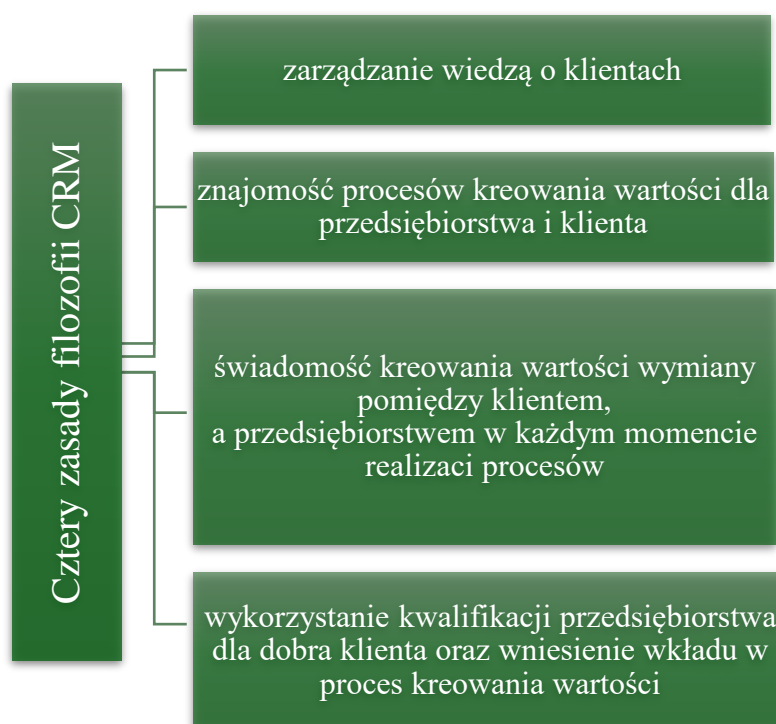 Cztery zasady filozofii CRM
zarządzanie wiedzą o klientach
znajomość procesów kreowania wartości dla
przedsiębiorstwa i klienta
świadomość kreowania wartości wymiany
pomiędzy klientem,
a przedsiębiorstwem w każdym momencie
realizaci procesów
wykorzystanie kwalifikacji przedsiębiorstwa
dla dobra klienta oraz wniesienie wkładu w
proces kreowania wartości